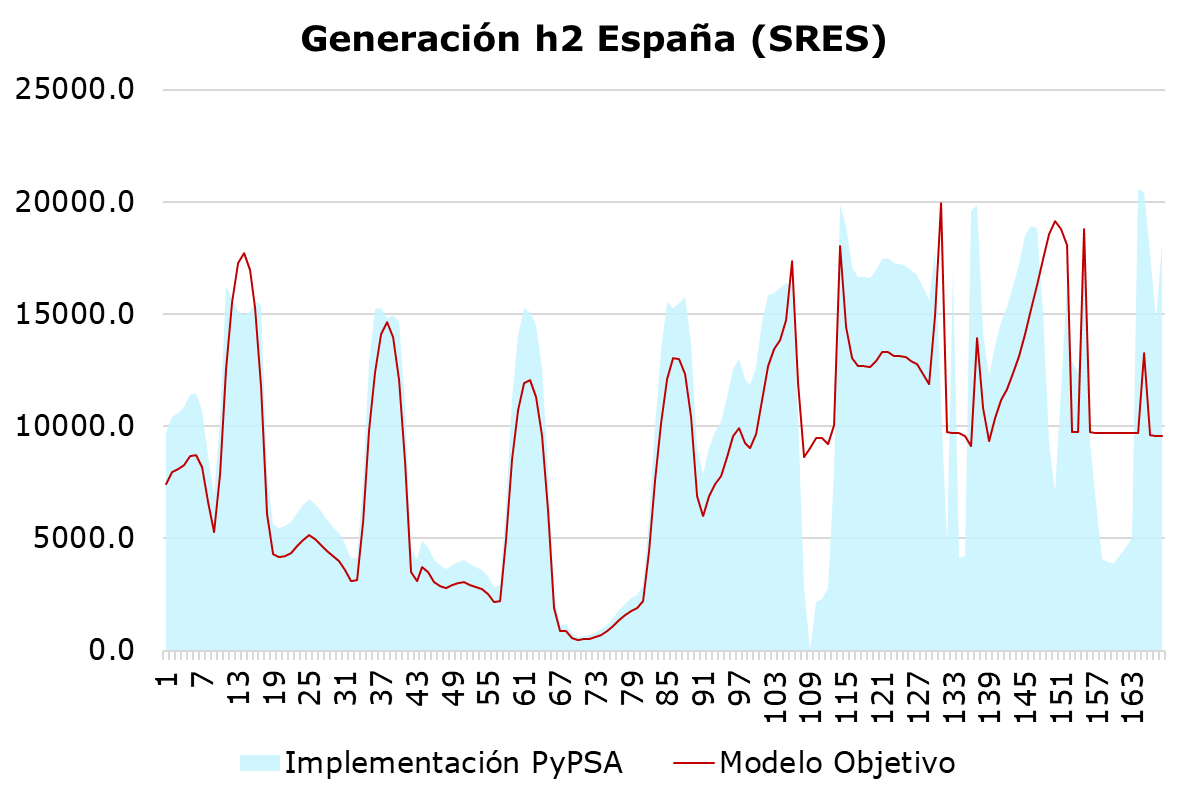 Generación h2 España (SRES)
25000.0
20000.0
15000.0
10000.0
5000.0
0.0
1 7 13 19 25 31 37 43 49 55 61 67 73 79 85 91 97 103 109 115 121 127 133 139 145 151 157 163
Implementación PyPSA Modelo Objetivo